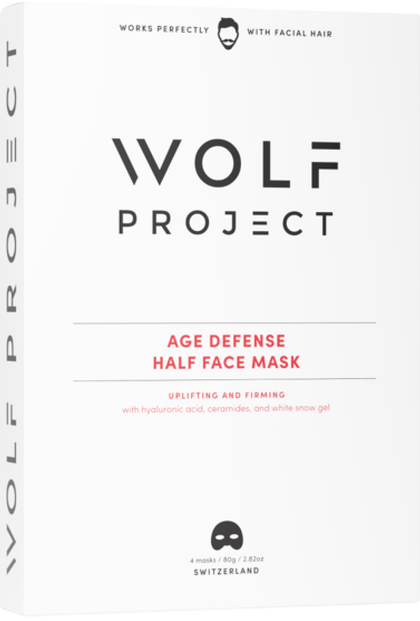 WORKS PERFECTLY WITH FACIAL HAIR
WOLF
PROJECT
AGE DEFENSE
HALF FACE MASK
UPLIFTING AND FIRMING
with hyaluronic acid, ceramides, and white snow gel
4 masks / 80g / 2.82oz
SWITZERLAND
WOLF PROJECT